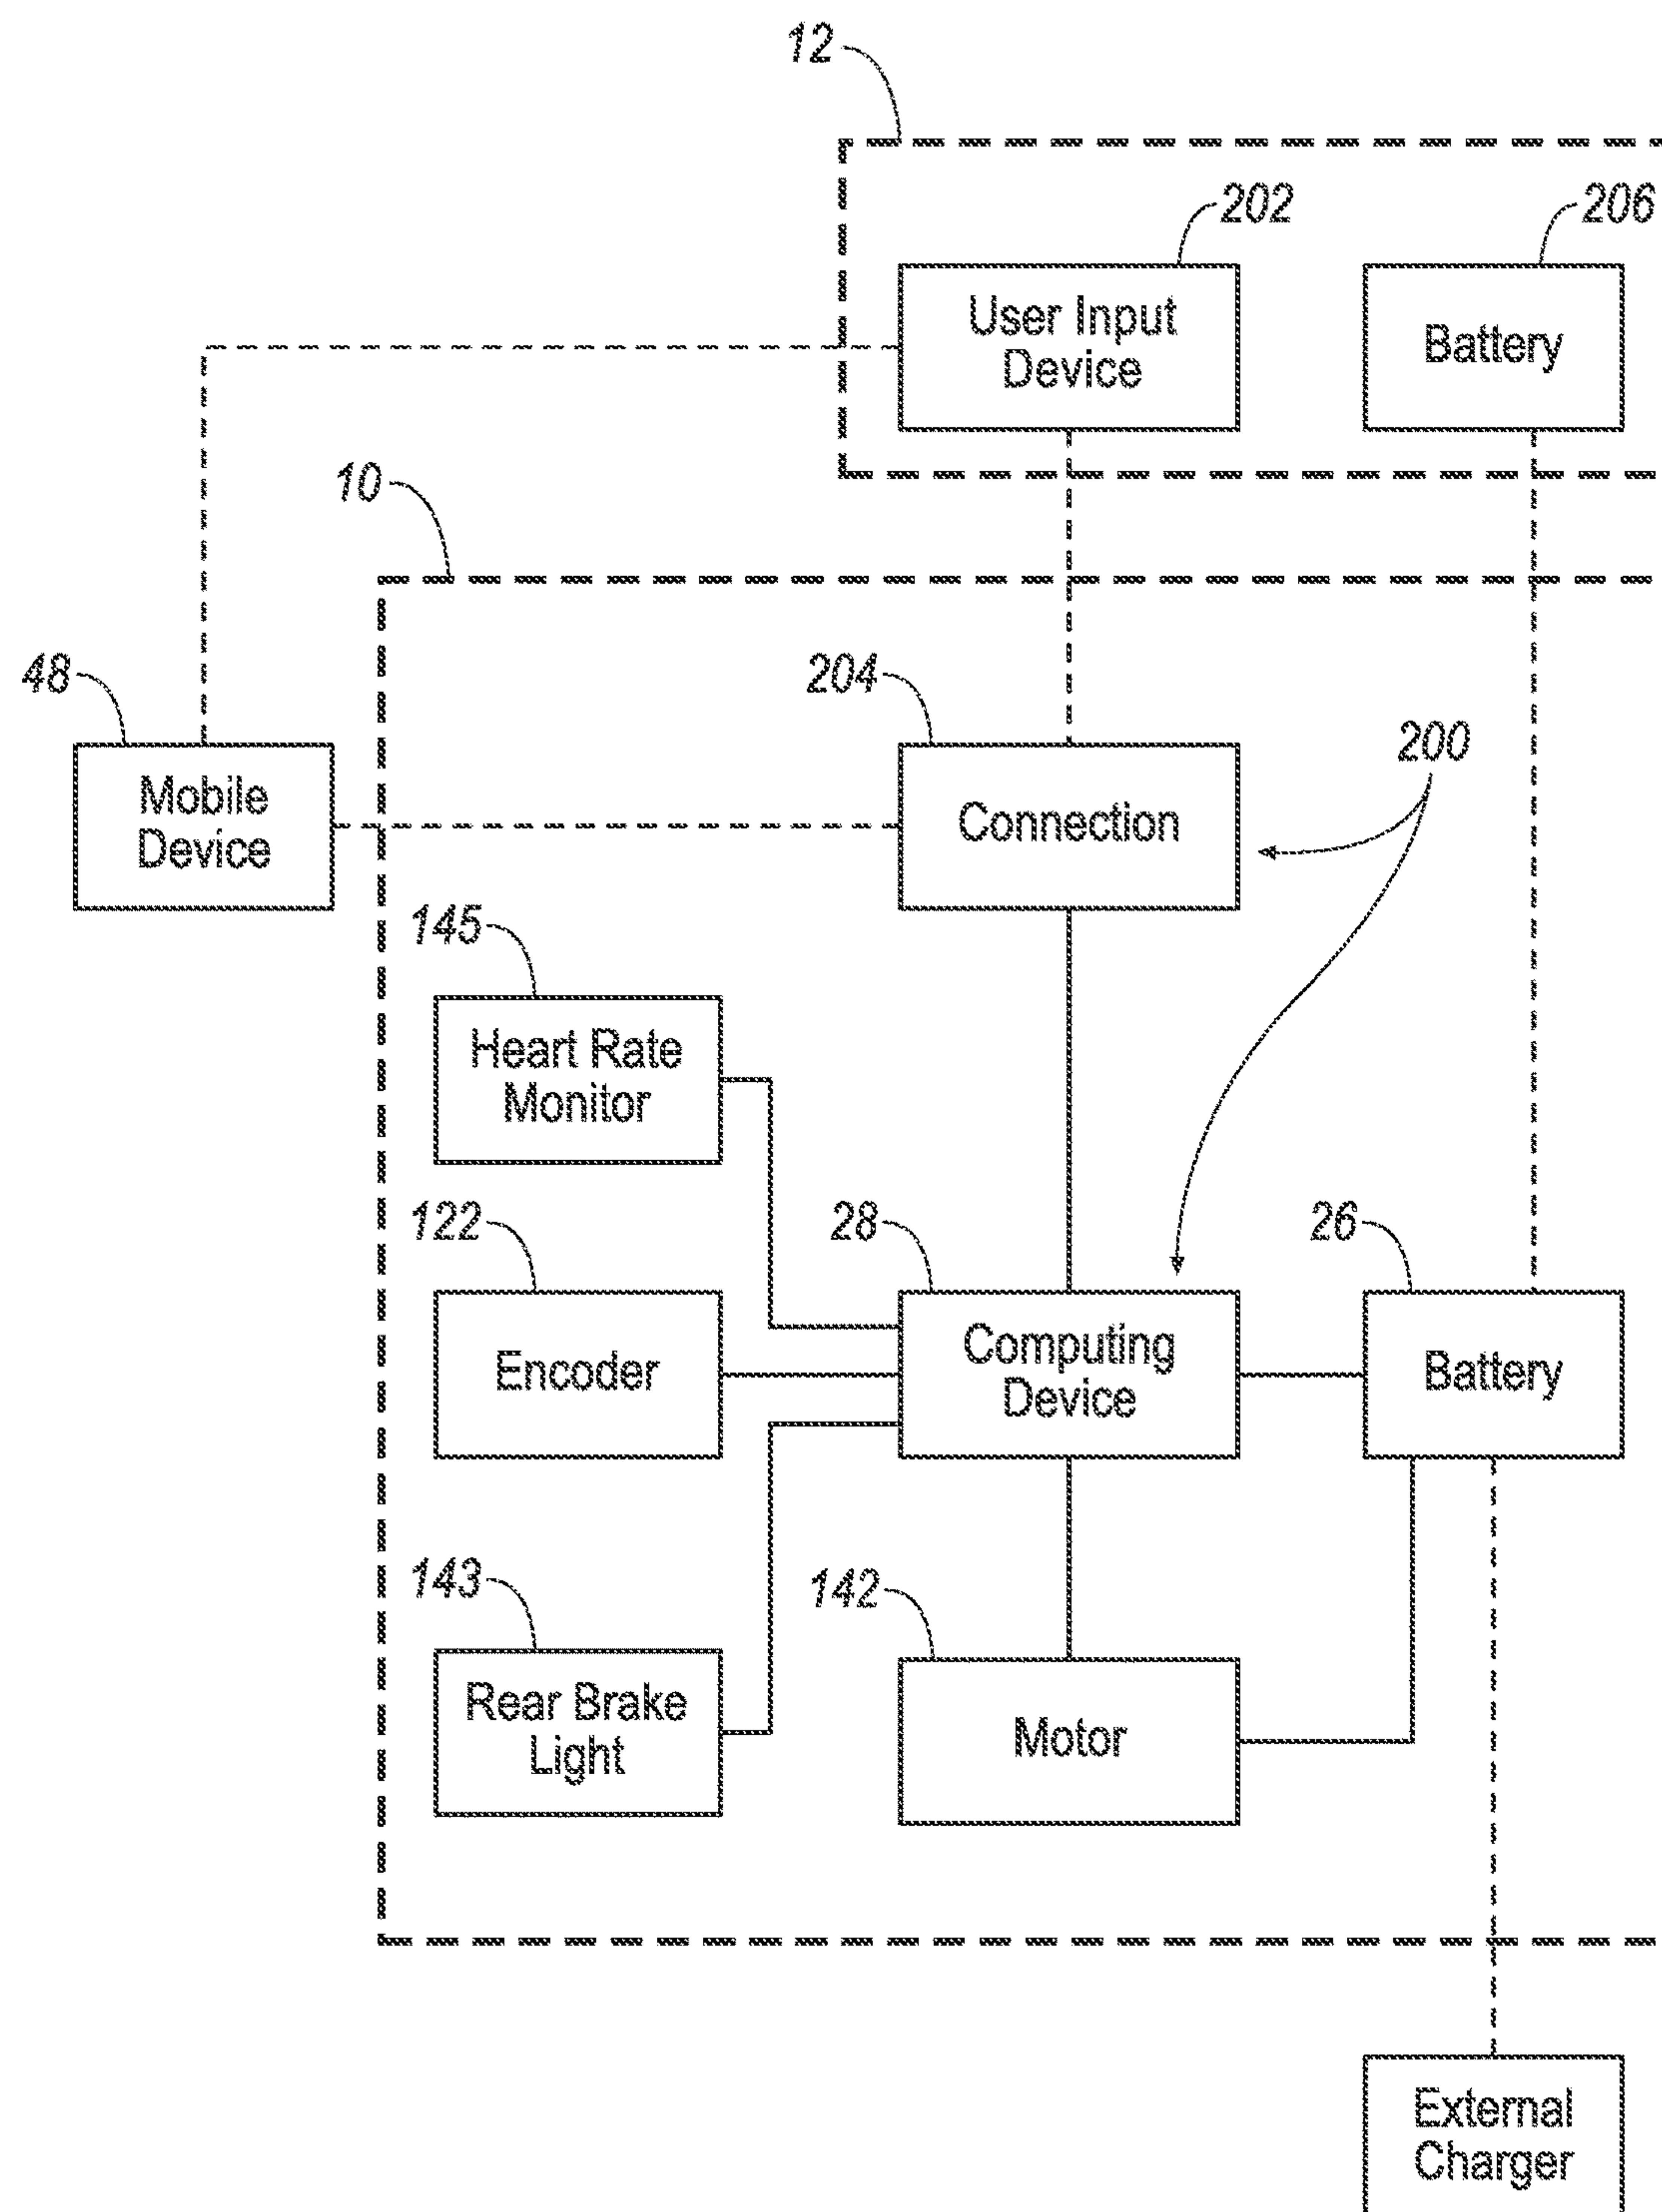 12
202
206
User Input
Device
Battery
10
48
204
200
Mobile
Device
Connection
145
Heart Rate
Monitor
122
28
26
Encoder
Computing
Device
Battery
143
142
Rear Brake
Light
Motor
External
Charger